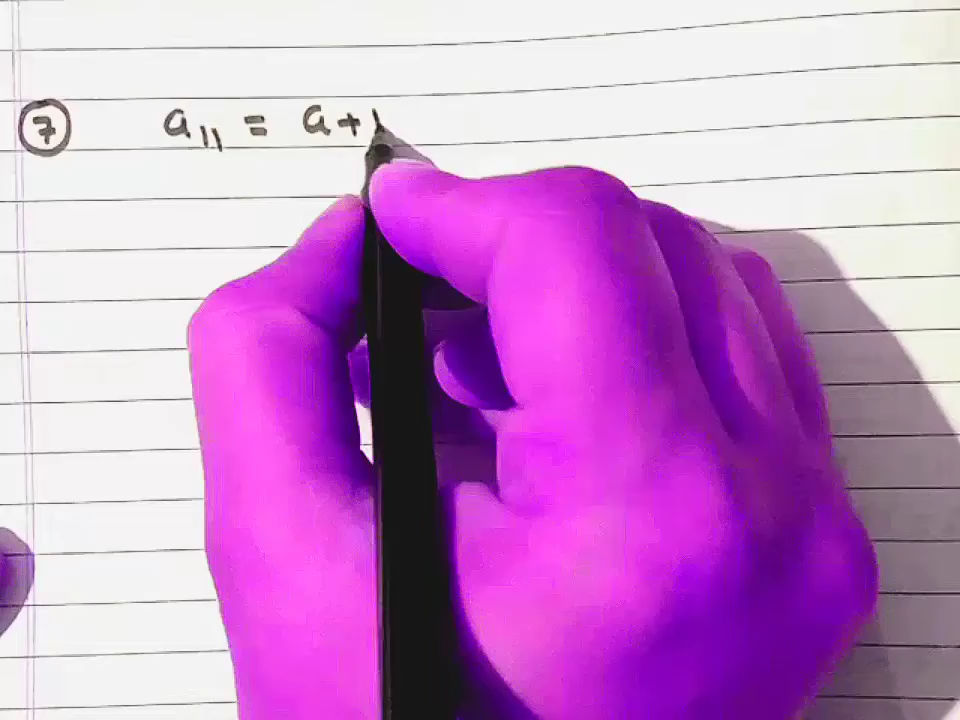 7 a₁₁ = a+1